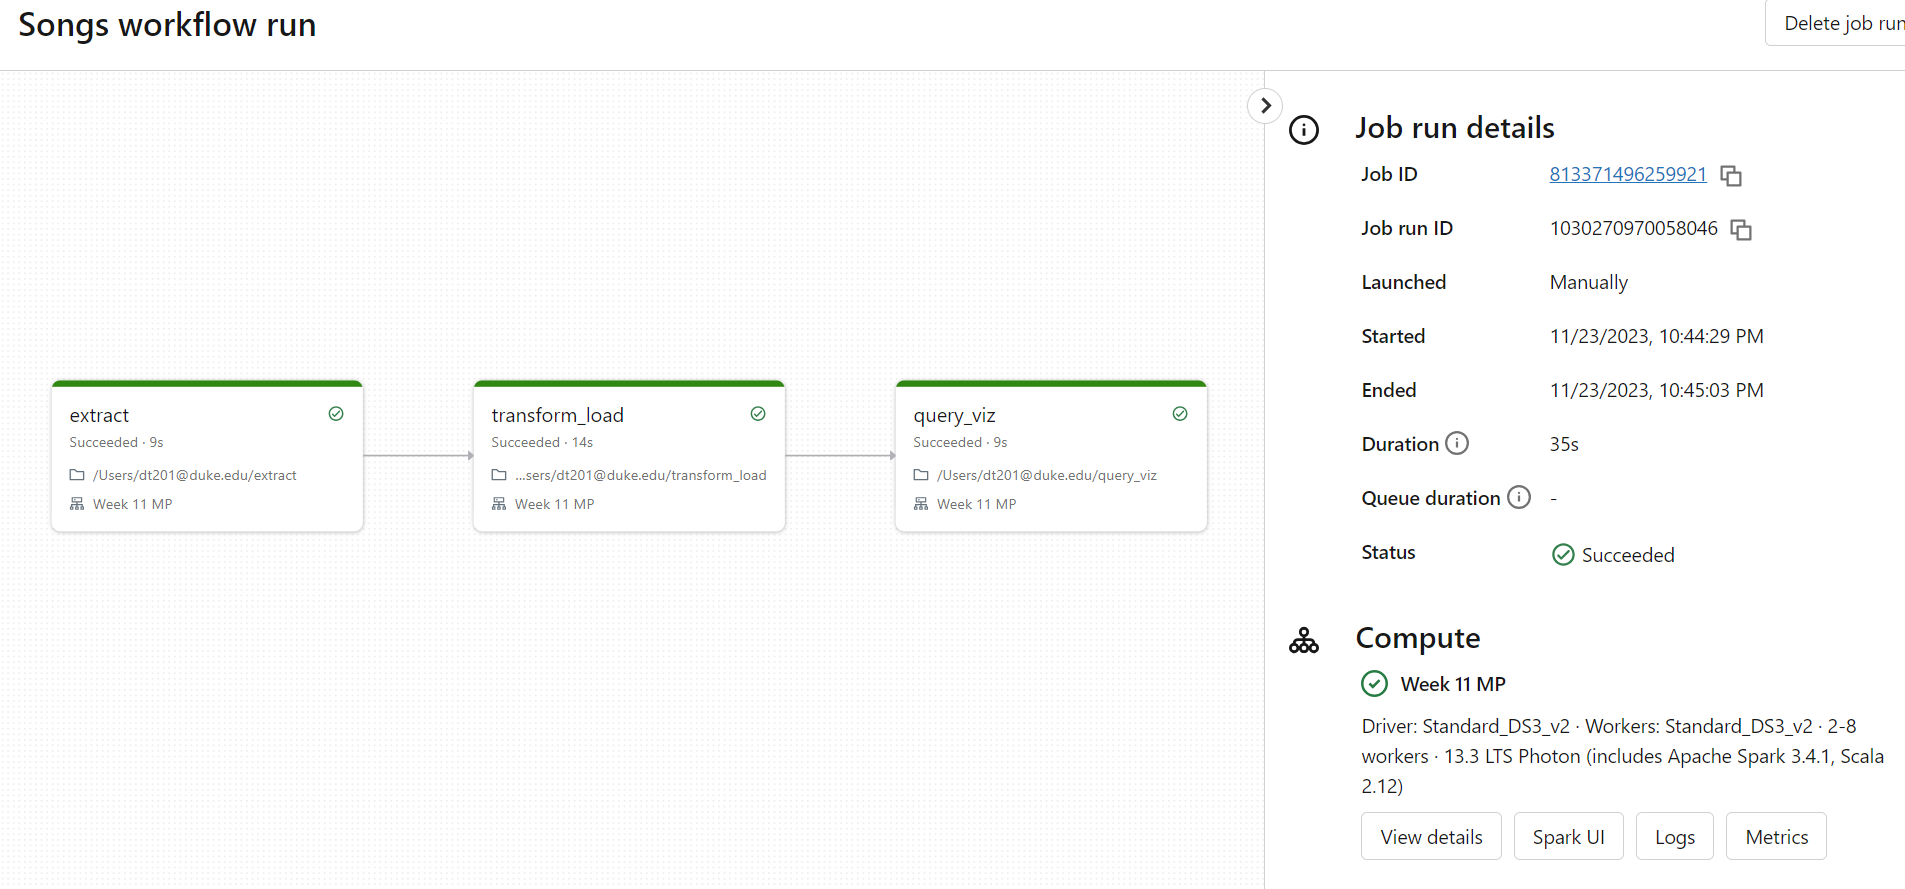 Songs workflow run
Delete job run
extract
Succeeded · 9s
/Users/dt201@duke.edu/extract
Week 11 MP
transform_load
Succeeded · 14s
...sers/dt201@duke.edu/transform_load
Week 11 MP
query_viz
Succeeded · 9s
/Users/dt201@duke.edu/query_viz
Week 11 MP
Job run details
Job ID 813371496259921
Job run ID 1030270970058046
Launched Manually
Started 11/23/2023, 10:44:29 PM
Ended 11/23/2023, 10:45:03 PM
Duration 35s
Queue duration -
Status Succeeded
Compute
Week 11 MP
Driver: Standard_DS3_v2 · Workers: Standard_DS3_v2 · 2-8
workers · 13.3 LTS Photon (includes Apache Spark 3.4.1, Scala
2.12)
View details Spark UI Logs Metrics